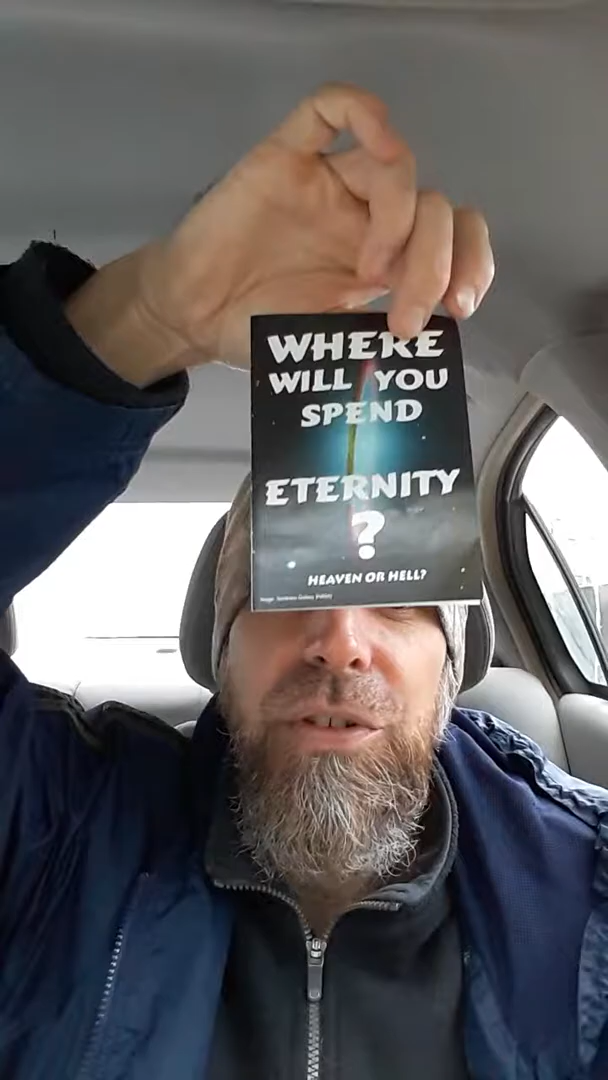 WHERE
WILL YOU
SPEND
ETERNITY
?
HEAVEN OR HELL?